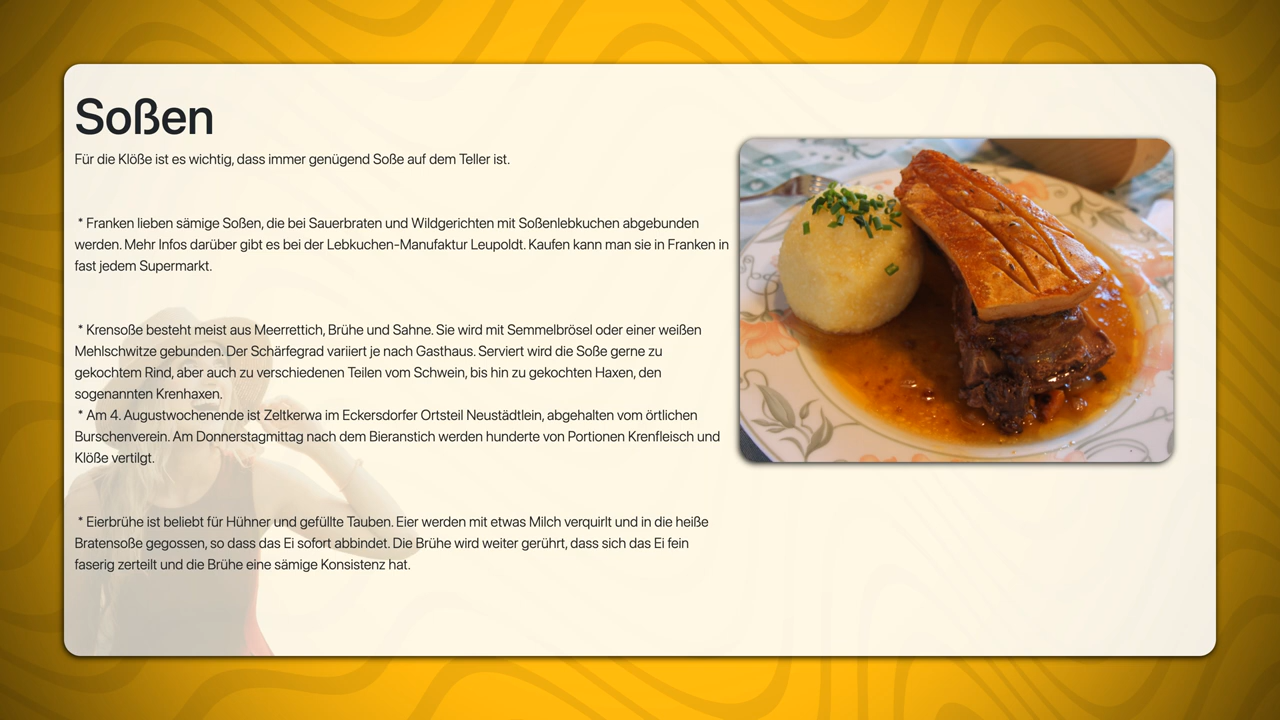 Soßen
Für die Klöße ist es wichtig, dass immer genügend Soße auf dem Teller ist.
* Franken lieben sämige Soßen, die bei Sauerbraten und Wildgerichten mit Soßenlebkuchen abgebunden
werden. Mehr Infos darüber gibt es bei der Lebkuchen-Manufaktur Leupoldt. Kaufen kann man sie in Franken in
fast jedem Supermarkt.
* Krensoße besteht meist aus Meerrettich, Brühe und Sahne. Sie wird mit Semmelbrösel oder einer weißen
Mehlschwitze gebunden. Der Schärfegrad variiert je nach Gasthaus. Serviert wird die Soße gerne zu
gekochtem Rind, aber auch zu verschiedenen Teilen vom Schwein, bis hin zu gekochten Haxen, den
sogenannten Krenhaxen.
* Am 4. Augustwochenende ist Zeltkerwa im Eckersdorfer Ortsteil Neustädtlein, abgehalten vom örtlichen
Burschenverein. Am Donnerstagmittag nach dem Bieranstich werden hunderte von Portionen Krenfleisch und
Klöße vertilgt.
* Eierbrühe ist beliebt für Hühner und gefüllte Tauben. Eier werden mit etwas Milch verquirlt und in die heiße
Bratensoße gegossen, so dass das Ei sofort abbindet. Die Brühe wird weiter gerührt, dass sich das Ei fein
faserig zerteilt und die Brühe eine sämige Konsistenz hat.